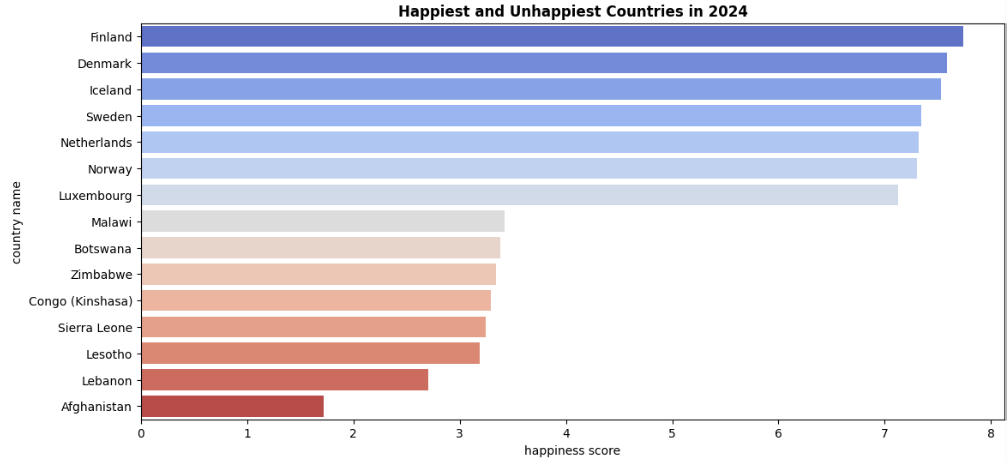 Happiest and Unhappiest Countries in 2024
Finland
Denmark
Iceland
Sweden
Netherlands
Norway
Luxembourg
Malawi
Botswana
Zimbabwe
Congo (Kinshasa)
Sierra Leone
Lesotho
Lebanon
Afghanistan
country name
0 1 2 3 4 5 6 7 8
happiness score